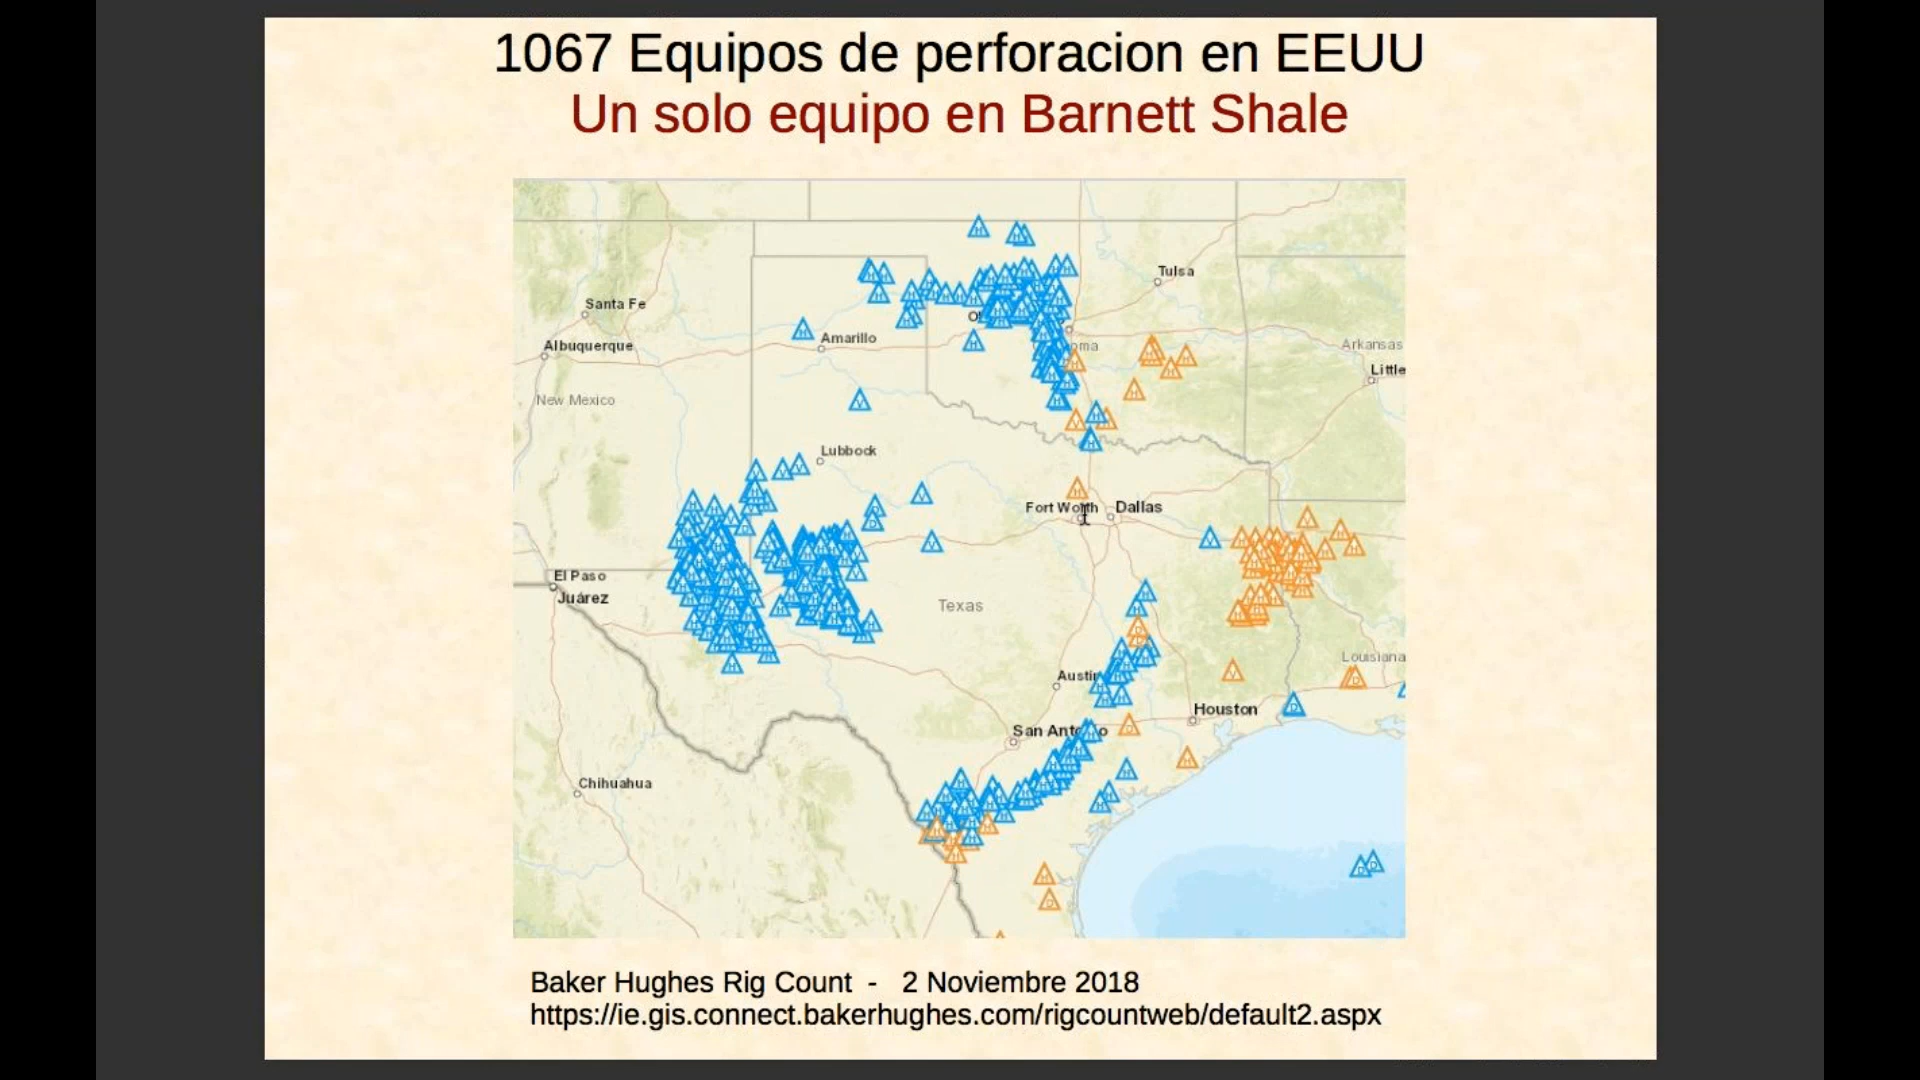 1067 Equipos de perforacion en EEUU
Un solo equipo en Barnett Shale
Tulsa
Santa Fe
Amarillo
Albuquerque
Arkansas
Little
New Mexico
Lubbock
Fort Worth
Dallas
El Paso
Juárez
Texas
Louisiana
Austin
Houston
San Antonio
Chihuahua
Baker Hughes Rig Count - 2 Noviembre 2018
https://ie.gis.connect.bakerhughes.com/rigcountweb/default2.aspx